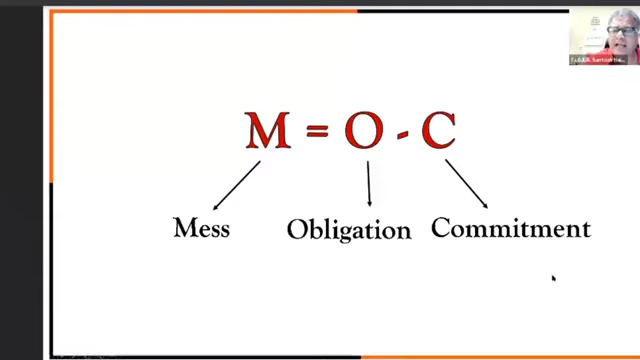 M = O - C
Mess Obligation Commitment